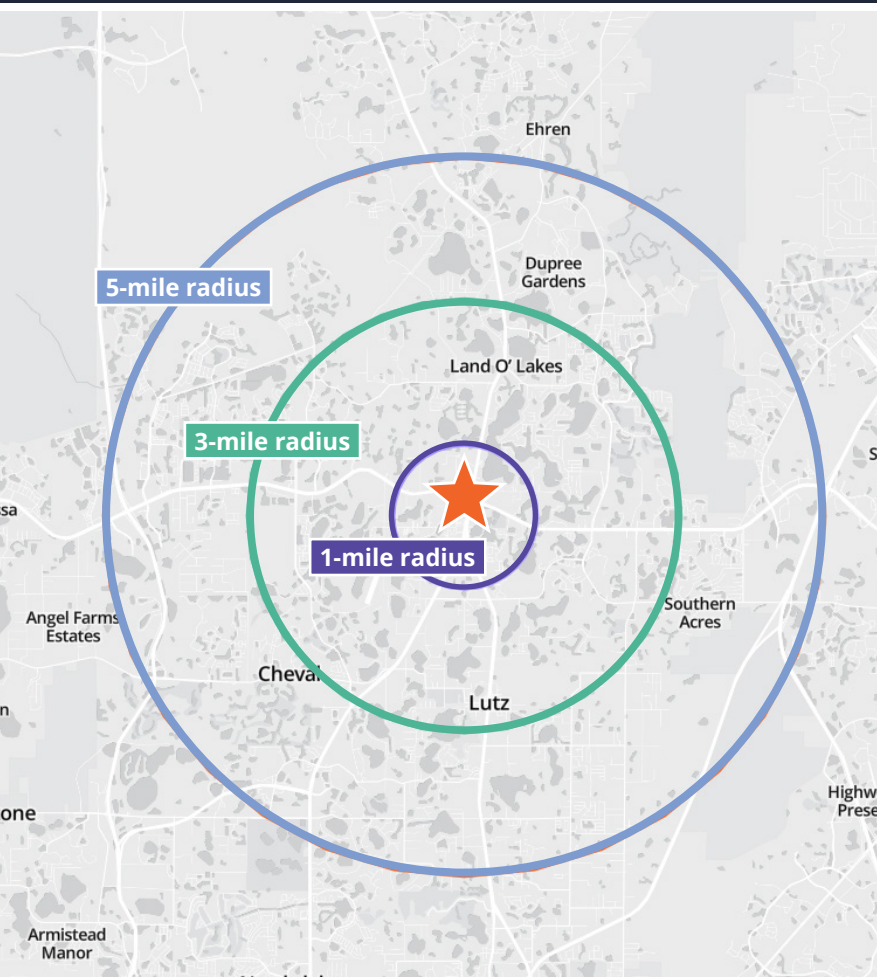 Ehren
Dupree
Gardens
5-mile radius
Land O’ Lakes
3-mile radius
1-mile radius
Southern
Acres
Angel Farms
Estates
Cheval
Lutz
Armistead
Manor